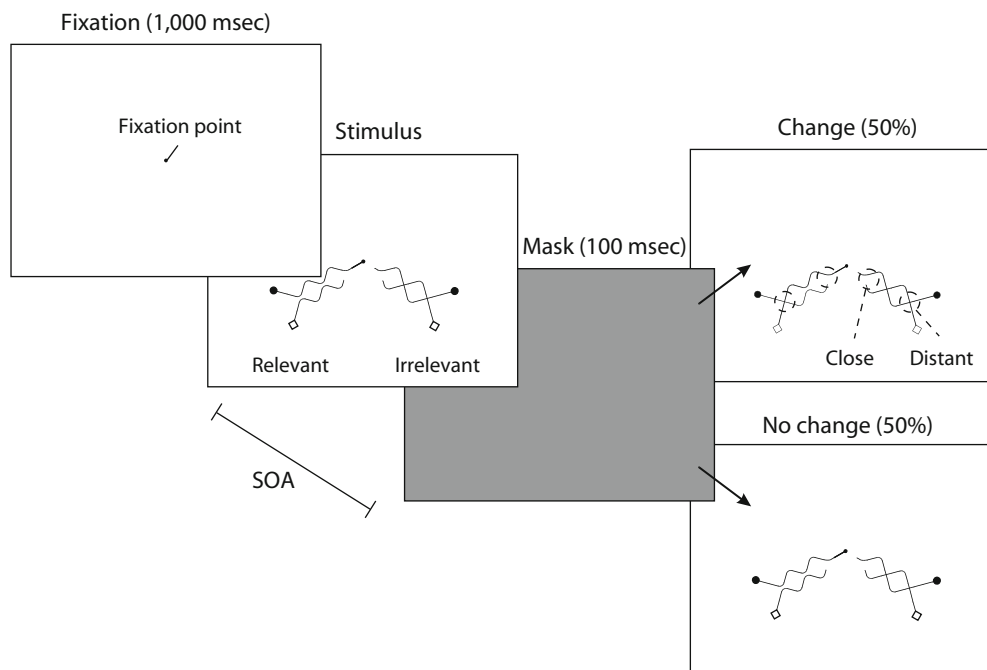 Fixation (1,000 msec)
Fixation point
Stimulus
Change (50%)
Mask (100 msec)
Relevant
Irrelevant
Close
Distant
No change (50%)
SOA